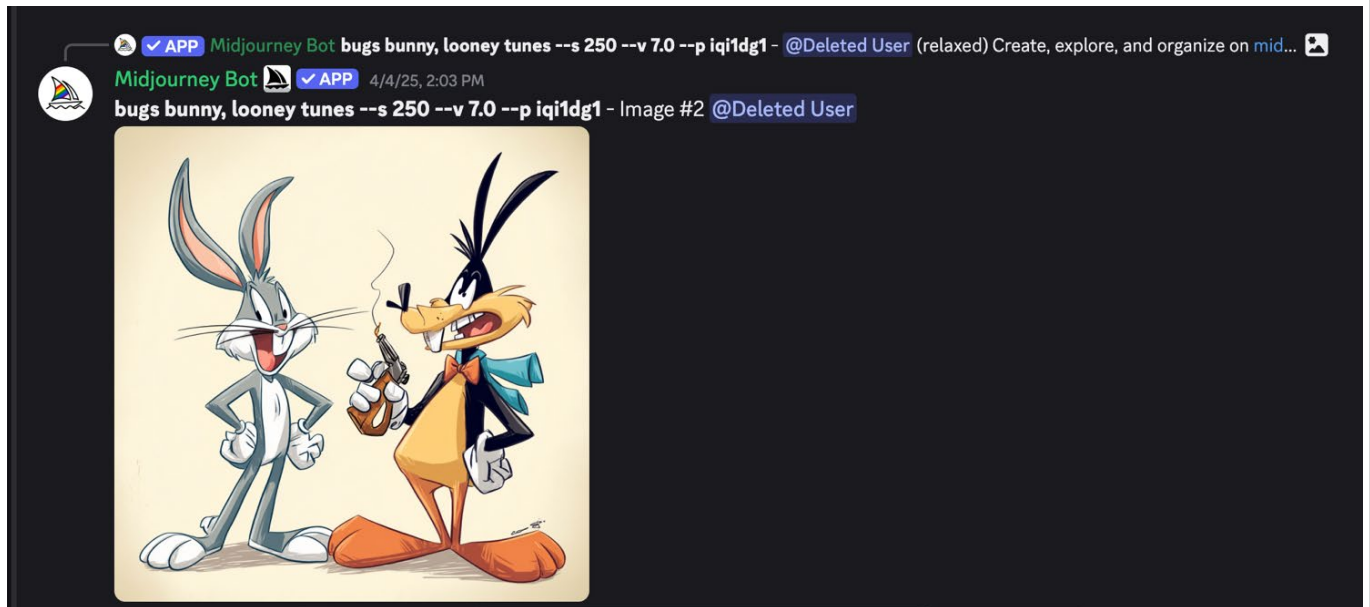 ✓ APP Midjourney Bot bugs bunny, looney tunes --s 250 --v 7.0 --p iqi1dg1 - @Deleted User (relaxed) Create, explore, and organize on mid...
Midjourney Bot ✓ APP 4/4/25, 2:03 PM
bugs bunny, looney tunes --s 250 --v 7.0 --p iqi1dg1 - Image #2 @Deleted User